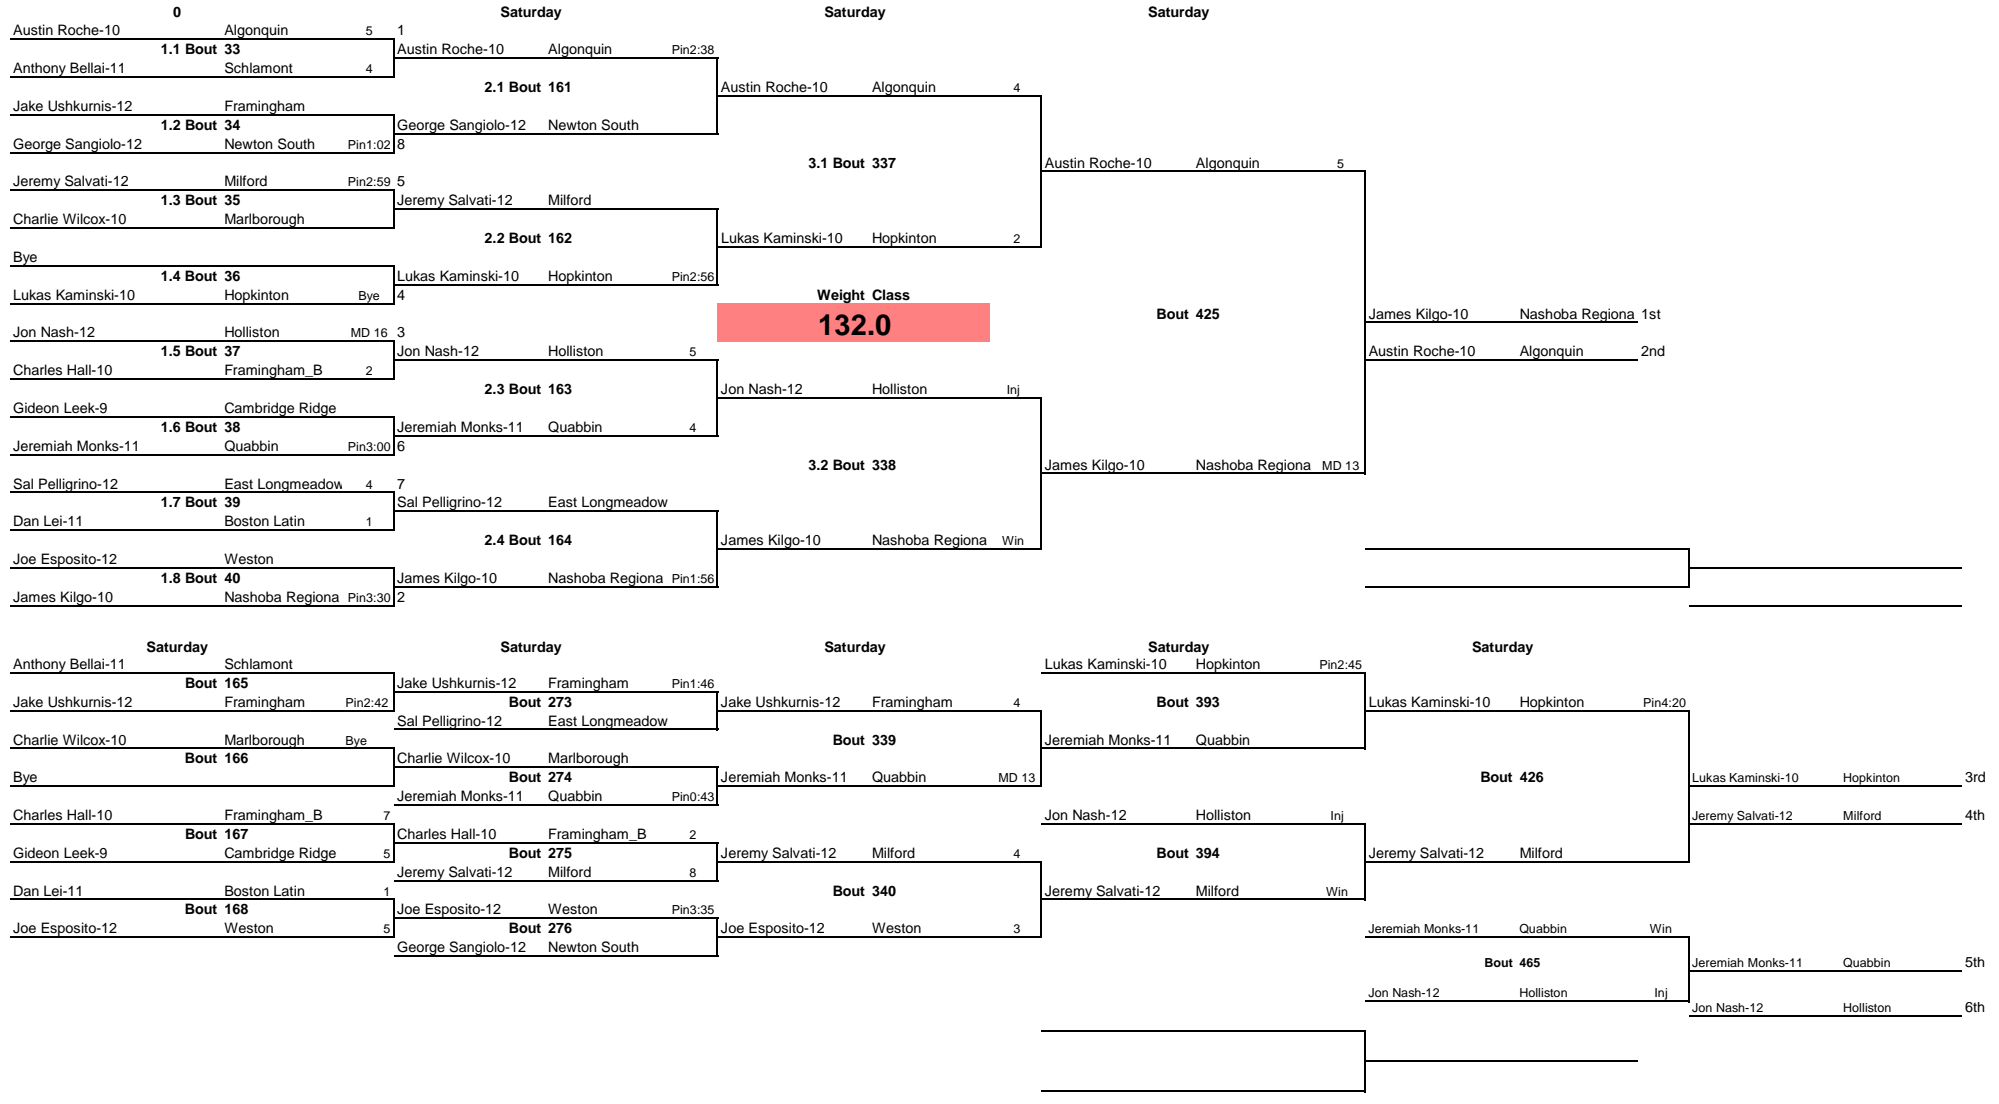 0 Saturday Saturday Saturday
Austin Roche-10 Algonquin 5 1
1.1 Bout 33 Austin Roche-10 Algonquin Pin2:38
Anthony Bellai-11 Schlamont 4
2.1 Bout 161 Austin Roche-10 Algonquin 4
Jake Ushkurnis-12 Framingham
1.2 Bout 34 George Sangiolo-12 Newton South
George Sangiolo-12 Newton South Pin1:02 8
3.1 Bout 337 Austin Roche-10 Algonquin 5
Jeremy Salvati-12 Milford Pin2:59 5
1.3 Bout 35 Jeremy Salvati-12 Milford
Charlie Wilcox-10 Marlborough
2.2 Bout 162 Lukas Kaminski-10 Hopkinton 2
Bye
1.4 Bout 36 Lukas Kaminski-10 Hopkinton Pin2:56
Lukas Kaminski-10 Hopkinton Bye 4 Weight Class
132.0 Bout 425 James Kilgo-10 Nashoba Regiona 1st
Jon Nash-12 Holliston MD 16 3
1.5 Bout 37 Jon Nash-12 Holliston 5 Austin Roche-10 Algonquin 2nd
Charles Hall-10 Framingham_B 2
2.3 Bout 163 Jon Nash-12 Holliston Inj
Gideon Leek-9 Cambridge Ridge
1.6 Bout 38 Jeremiah Monks-11 Quabbin 4
Jeremiah Monks-11 Quabbin Pin3:00 6
3.2 Bout 338 James Kilgo-10 Nashoba Regiona MD 13
Sal Pelligrino-12 East Longmeadow 4 7
1.7 Bout 39 Sal Pelligrino-12 East Longmeadow
Dan Lei-11 Boston Latin 1
2.4 Bout 164 James Kilgo-10 Nashoba Regiona Win
Joe Esposito-12 Weston
1.8 Bout 40 James Kilgo-10 Nashoba Regiona Pin1:56
James Kilgo-10 Nashoba Regiona Pin3:30 2
Saturday Saturday Saturday Saturday Saturday
Anthony Bellai-11 Schlamont Lukas Kaminski-10 Hopkinton Pin2:45
Bout 165 Jake Ushkurnis-12 Framingham Pin1:46
Jake Ushkurnis-12 Framingham Pin2:42 Bout 273 Jake Ushkurnis-12 Framingham 4 Bout 393 Lukas Kaminski-10 Hopkinton Pin4:20
Sal Pelligrino-12 East Longmeadow
Charlie Wilcox-10 Marlborough Bye Bout 339 Jeremiah Monks-11 Quabbin
Bout 166 Charlie Wilcox-10 Marlborough
Bye Bout 274 Jeremiah Monks-11 Quabbin MD 13 Bout 426 Lukas Kaminski-10 Hopkinton 3rd
Jeremiah Monks-11 Quabbin Pin0:43
Charles Hall-10 Framingham_B 7 Jon Nash-12 Holliston Inj Jeremy Salvati-12 Milford 4th
Bout 167 Charles Hall-10 Framingham_B 2
Gideon Leek-9 Cambridge Ridge 5 Bout 275 Jeremy Salvati-12 Milford 4 Bout 394 Jeremy Salvati-12 Milford
Jeremy Salvati-12 Milford 8
Dan Lei-11 Boston Latin 1 Bout 340 Jeremy Salvati-12 Milford Win
Bout 168 Joe Esposito-12 Weston Pin3:35
Joe Esposito-12 Weston 5 Bout 276 Joe Esposito-12 Weston 3 Jeremiah Monks-11 Quabbin Win
George Sangiolo-12 Newton South
Bout 465 Jeremiah Monks-11 Quabbin 5th
Jon Nash-12 Holliston Inj
Jon Nash-12 Holliston 6th